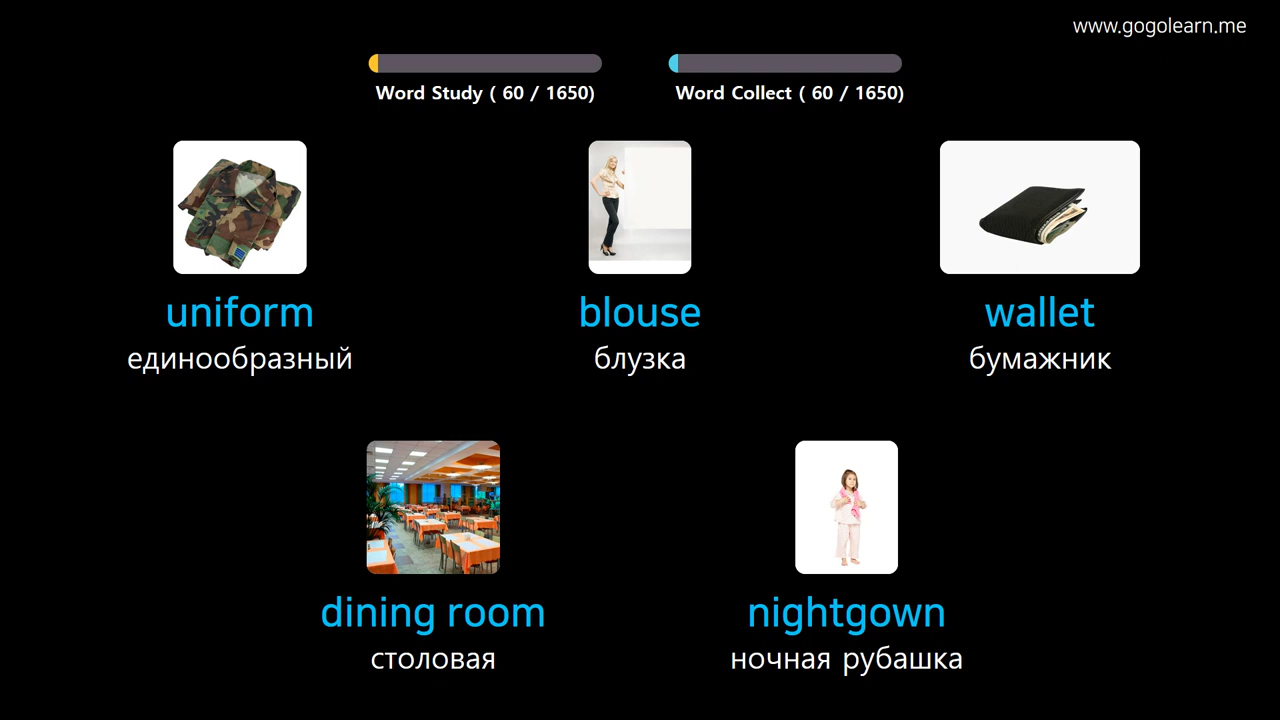 www.gogolearn.me
Word Study ( 60 / 1650)
Word Collect ( 60 / 1650)
uniform
единообразный
blouse
блузка
wallet
бумажник
dining room
столовая
nightgown
ночная рубашка